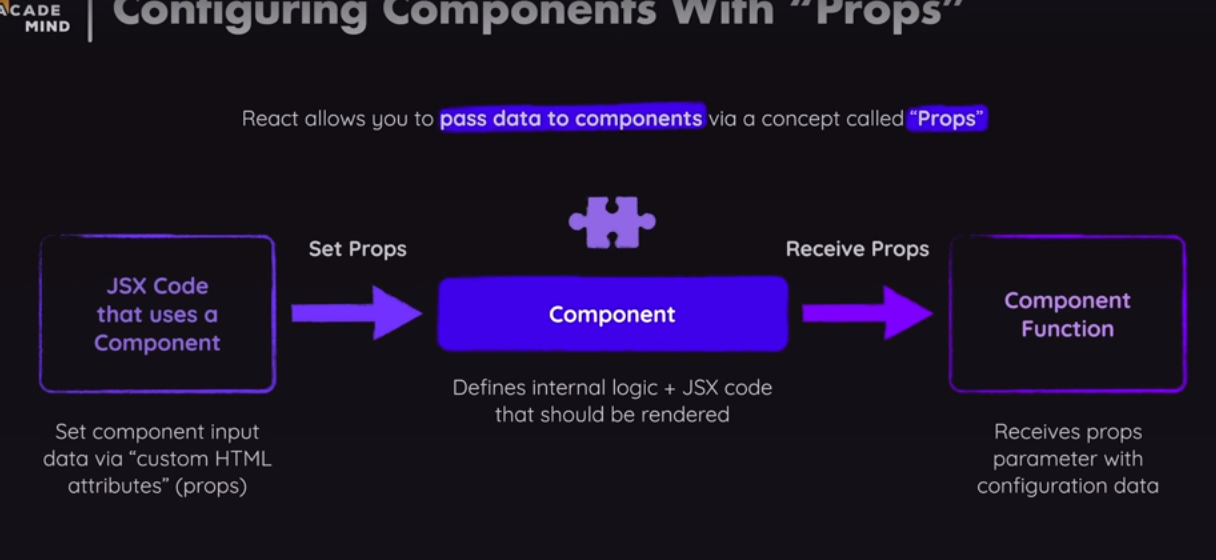 ACADE
MIND
Configuring Components With “Props”
React allows you to pass data to components via a concept called “Props”
Set Props
Receive Props
JSX Code
that uses a
Component
Component
Component
Function
Defines internal logic + JSX code
that should be rendered
Set component input
data via “custom HTML
attributes” (props)
Receives props
parameter with
configuration data